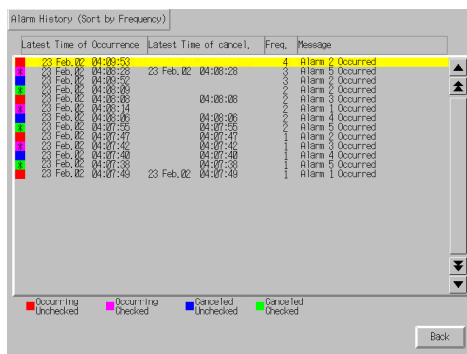 Alarm History (Sort by Frequency)
Latest Time of Occurrence Latest Time of cancel. Freq. Message
23 Feb.02 04:09:53 4 Alarm 2 Occurred
* 23 Feb.02 04:08:28 23 Feb.02 04:08:28 3 Alarm 5 Occurred
23 Feb.02 04:09:52 3 Alarm 2 Occurred
* 23 Feb.02 04:08:09 2 Alarm 2 Occurred
23 Feb.02 04:08:08 04:08:08 2 Alarm 3 Occurred
* 23 Feb.02 04:08:14 2 Alarm 1 Occurred
23 Feb.02 04:08:06 04:08:06 2 Alarm 4 Occurred
* 23 Feb.02 04:07:55 04:07:55 2 Alarm 5 Occurred
23 Feb.02 04:07:47 04:07:47 1 Alarm 2 Occurred
* 23 Feb.02 04:07:42 04:07:42 1 Alarm 3 Occurred
23 Feb.02 04:07:40 04:07:40 1 Alarm 4 Occurred
* 23 Feb.02 04:07:38 04:07:38 1 Alarm 5 Occurred
23 Feb.02 04:07:49 23 Feb.02 04:07:49 1 Alarm 1 Occurred
Occurring Unchecked
Occurring Checked
Canceled Unchecked
Canceled Checked
Back